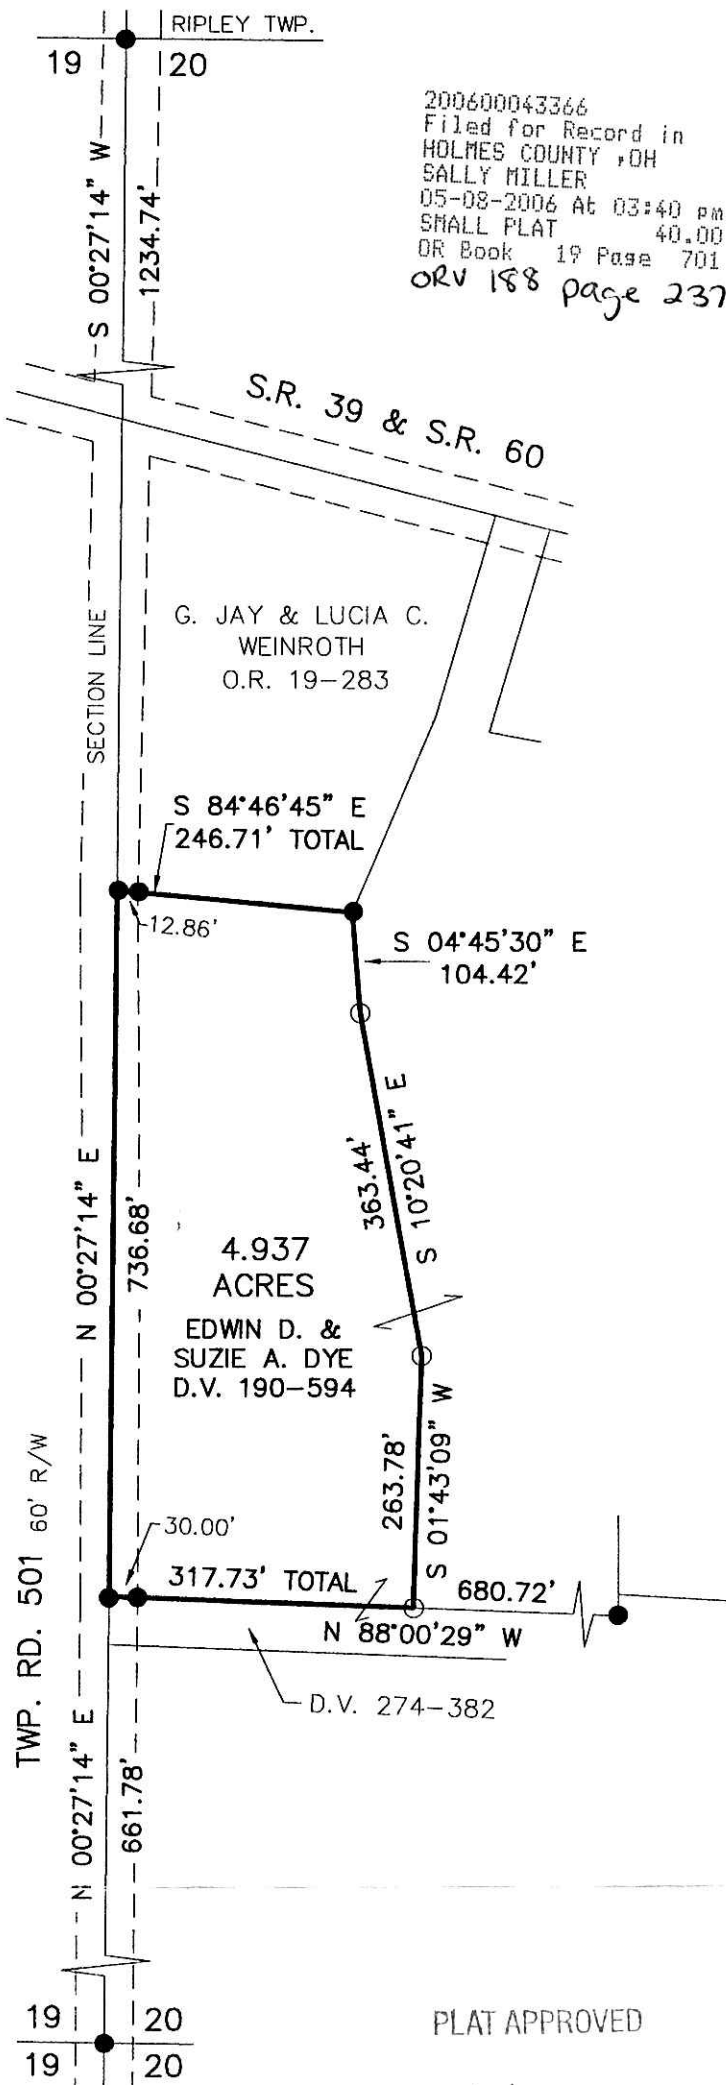 RIPLEY TWP.
19 20
200600043366
Filed for Record in
HOLMES COUNTY ,OH
SALLY MILLER
05-08-2006 At 03:40 pm
SMALL PLAT 40.00
OR Book 19 Page 701
ORV 188 page 237
S 00°27'14" W
1234.74'
S.R. 39 & S.R. 60
SECTION LINE
G. JAY & LUCIA C.
WEINROTH
O.R. 19-283
S 84°46'45" E
246.71' TOTAL
12.86'
S 04°45'30" E
104.42'
N 00°27'14" E
736.68'
363.44'
S 10°20'41" E
4.937
ACRES
EDWIN D. &
SUZIE A. DYE
D.V. 190-594
263.78'
S 01°43'09" W
TWP. RD. 501 60' R/W
30.00'
317.73' TOTAL
680.72'
N 88°00'29" W
D.V. 274-382
N 00°27'14" E
661.78'
19 20
19 20
PLAT APPROVED